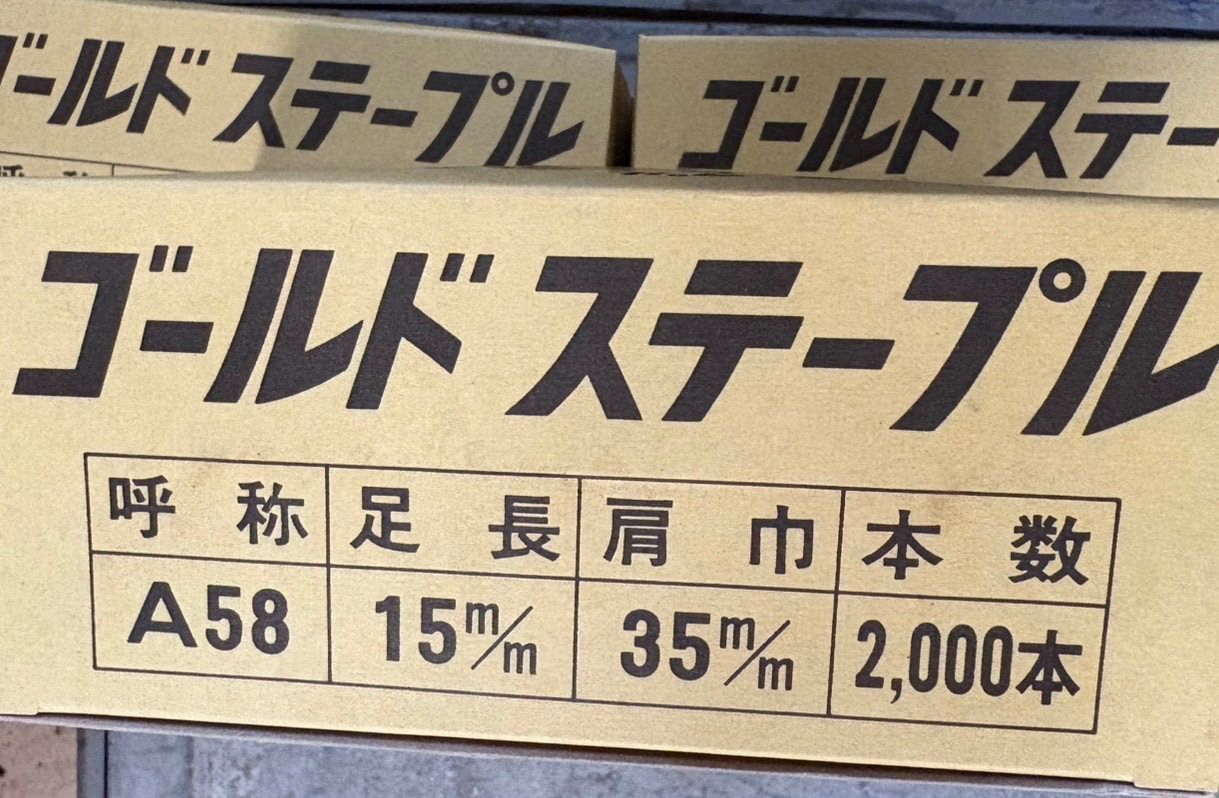 ゴールドステープル
ゴールドステー
ゴールド ステープル
呼称 足長 肩巾 本数
A58 15m/m 35m/m 2,000本